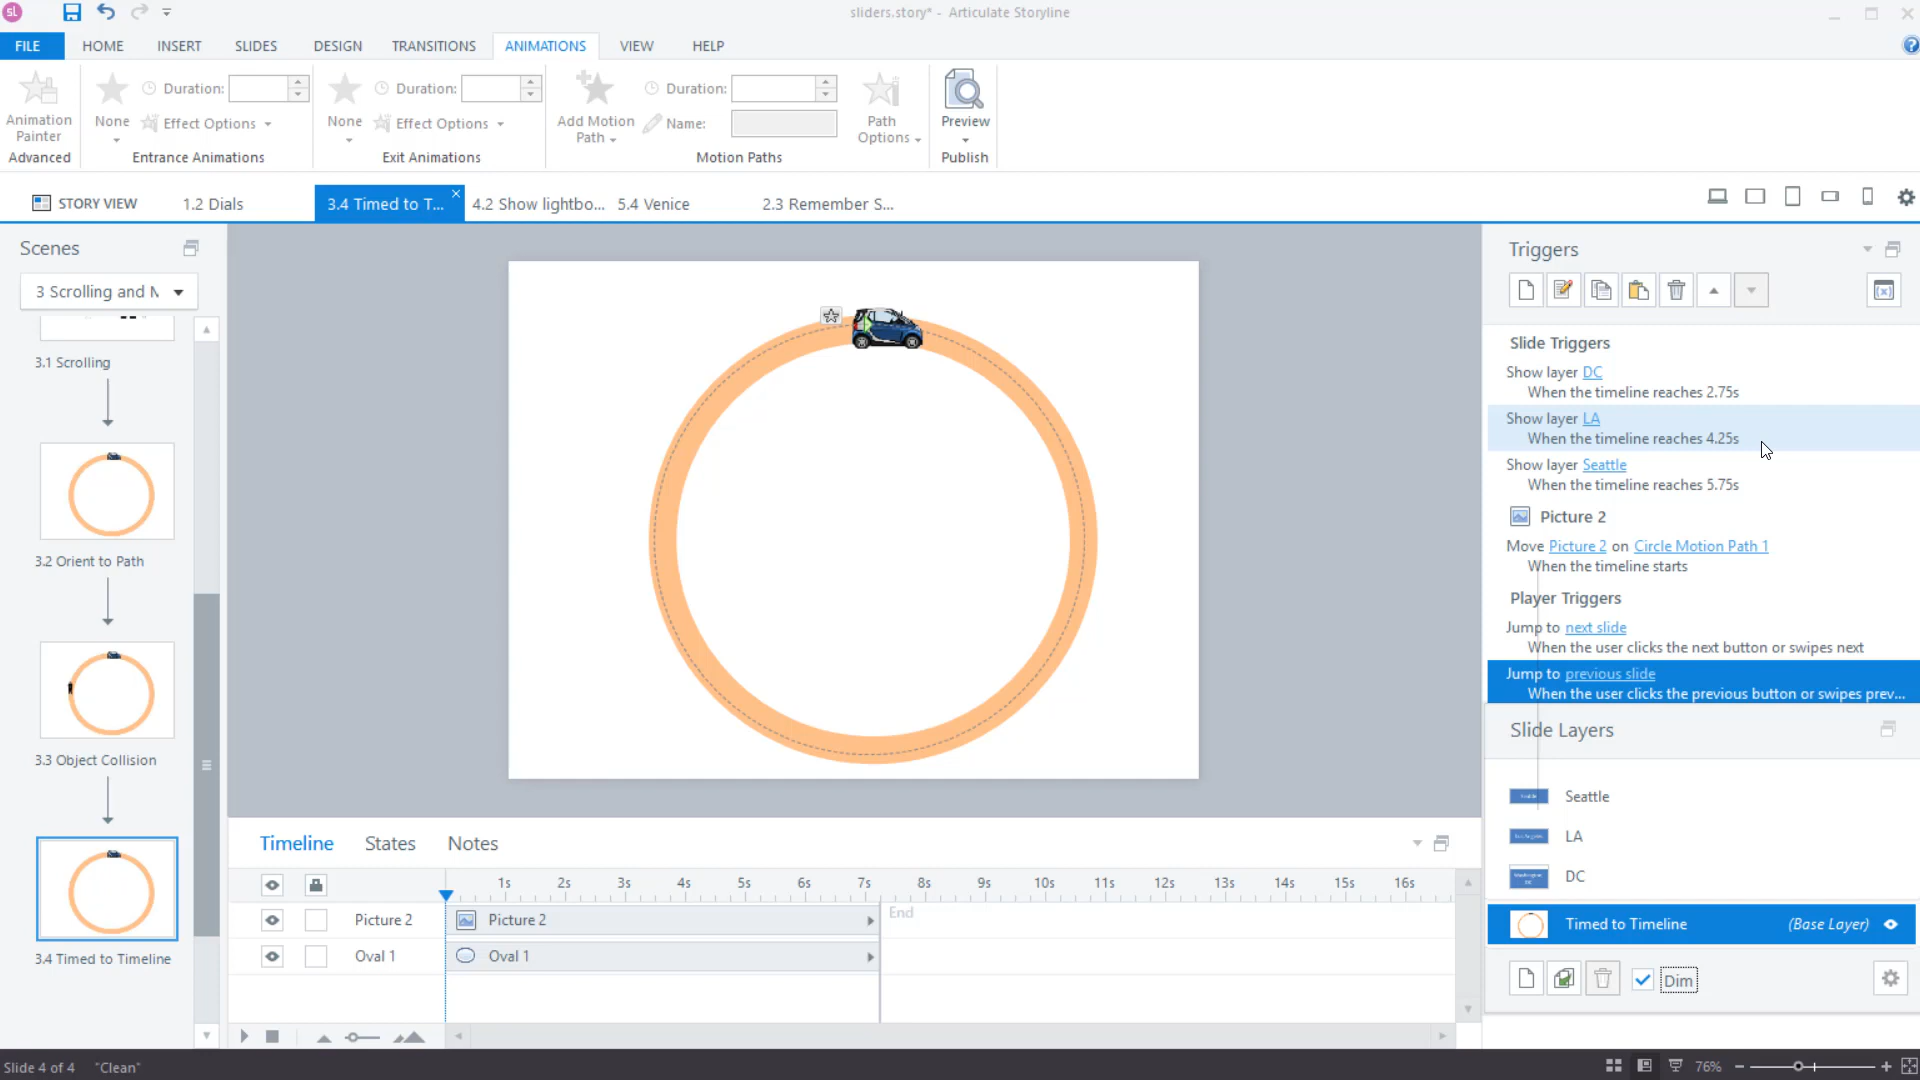 sL
sliders.story* - Articulate Storyline
FILE HOME INSERT SLIDES DESIGN TRANSITIONS ANIMATIONS VIEW HELP
Animation Painter
Advanced
None
Duration:
Effect Options
Entrance Animations
None
Duration:
Effect Options
Exit Animations
Add Motion Path
Duration:
Name:
Path Options
Motion Paths
Preview
Publish
STORY VIEW
1.2 Dials
3.4 Timed to T...
4.2 Show lightbo...
5.4 Venice
2.3 Remember S...
Scenes
3 Scrolling and
3.1 Scrolling
3.2 Orient to Path
3.3 Object Collision
3.4 Timed to Timeline
Triggers
Slide Triggers
Show layer DC
When the timeline reaches 2.75s
Show layer LA
When the timeline reaches 4.25s
Show layer Seattle
When the timeline reaches 5.75s
Picture 2
Move Picture 2 on Circle Motion Path 1
When the timeline starts
Player Triggers
Jump to next slide
When the user clicks the next button or swipes next
Jump to previous slide
When the user clicks the previous button or swipes prev...
Slide Layers
Seattle
LA
DC
Timed to Timeline (Base Layer)
Dim
Timeline States Notes
1s 2s 3s 4s 5s 6s 7s 8s 9s 10s 11s 12s 13s 14s 15s 16s
Picture 2
Picture 2
End
Oval 1
Oval 1
Slide 4 of 4 "Clean"
76%